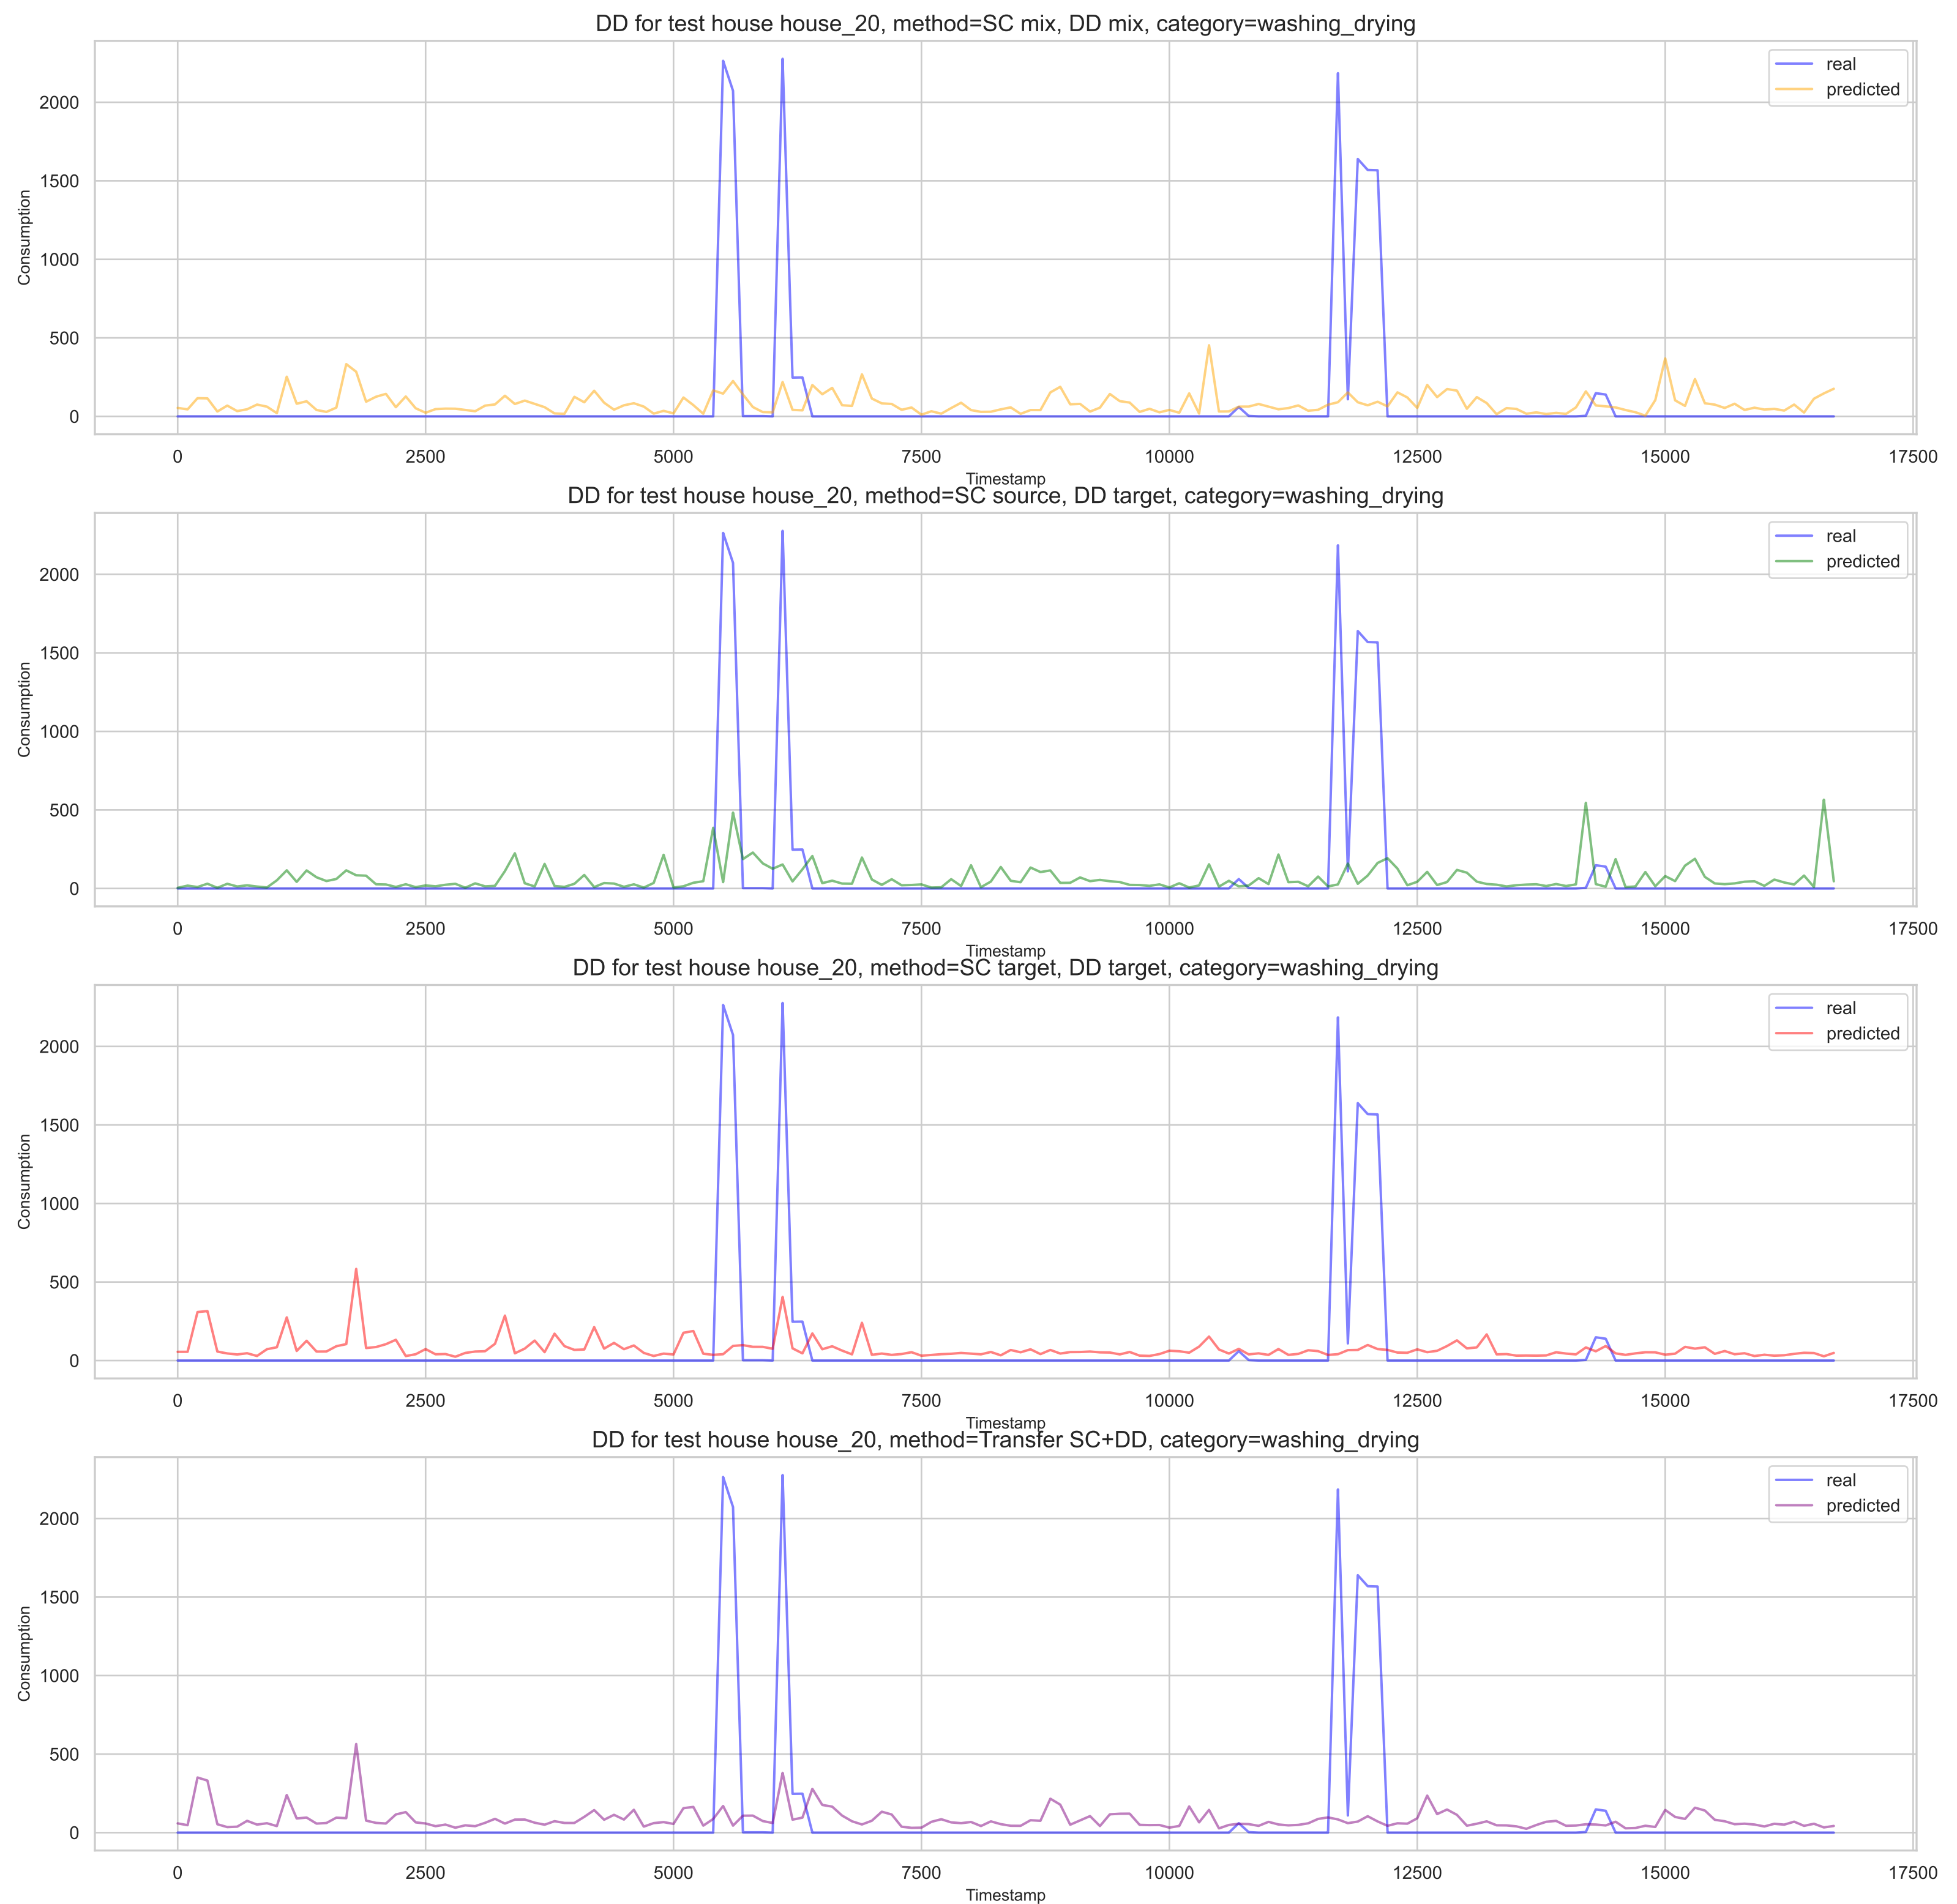 DD for test house house_20, method=SC mix, DD mix, category=washing_drying
real
predicted
2000
1500
1000
500
0
Consumption
0 2500 5000 7500 10000 12500 15000 17500
Timestamp
DD for test house house_20, method=SC source, DD target, category=washing_drying
real
predicted
2000
1500
1000
500
0
Consumption
0 2500 5000 7500 10000 12500 15000 17500
Timestamp
DD for test house house_20, method=SC target, DD target, category=washing_drying
real
predicted
2000
1500
1000
500
0
Consumption
0 2500 5000 7500 10000 12500 15000 17500
Timestamp
DD for test house house_20, method=Transfer SC+DD, category=washing_drying
real
predicted
2000
1500
1000
500
0
Consumption
0 2500 5000 7500 10000 12500 15000 17500
Timestamp